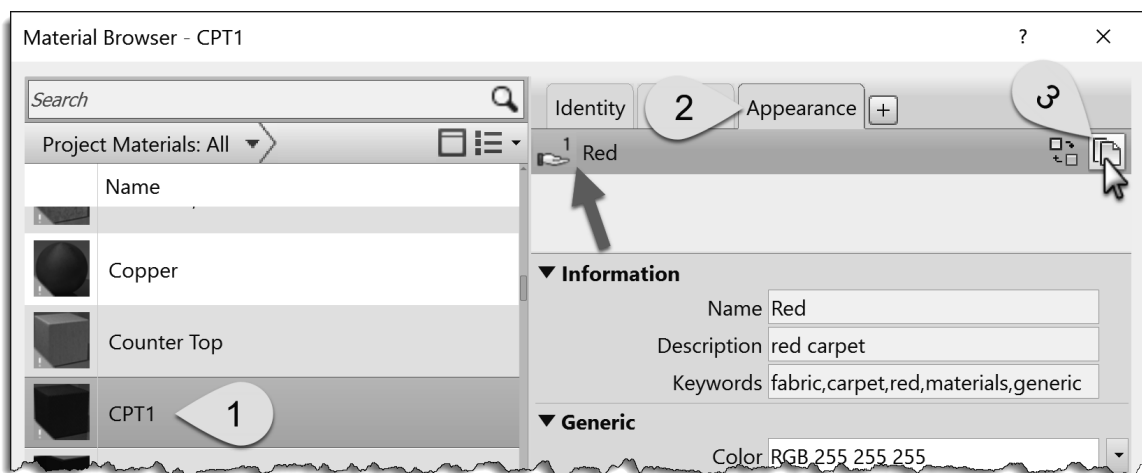 Material Browser - CPT1
?
×
Search
Project Materials: All
Name
Copper
Counter Top
CPT1
1
Identity
2
Appearance
+
3
1
Red
Information
Name Red
Description red carpet
Keywords fabric,carpet,red,materials,generic
Generic
Color RGB 255 255 255